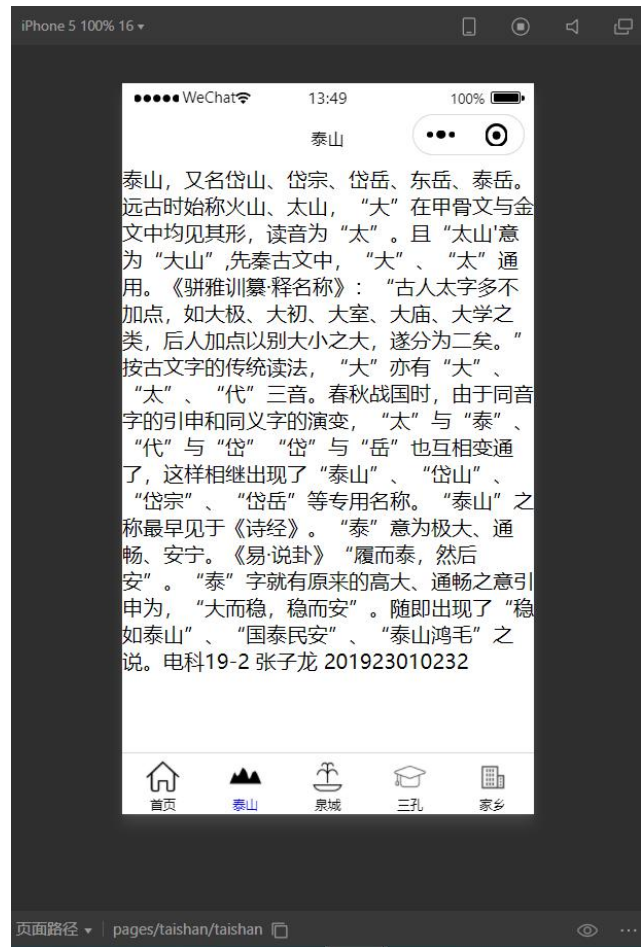 iPhone 5 100% 16
WeChat 13:49 100%
泰山
泰山，又名岱山、岱宗、岱岳、东岳、泰岳。
远古时始称火山、太山，“大”在甲骨文与金
文中均见其形，读音为“太”。且“太山'意
为“大山”,先秦古文中，“大”、“太”通
用。《骈雅训纂·释名称》：“古人太字多不
加点，如大极、大初、大室、大庙、大学之
类，后人加点以别大小之大，遂分为二矣。”
按古文字的传统读法，“大”亦有“大”、
“太”、“代”三音。春秋战国时，由于同音
字的引申和同义字的演变，“太”与“泰”、
“代”与“岱”“岱”与“岳”也互相变通
了，这样相继出现了“泰山”、“岱山”、
“岱宗”、“岱岳”等专用名称。“泰山”之
称最早见于《诗经》。“泰”意为极大、通
畅、安宁。《易·说卦》“履而泰，然后
安”。“泰”字就有原来的高大、通畅之意引
申为，“大而稳，稳而安”。随即出现了“稳
如泰山”、“国泰民安”、“泰山鸿毛”之
说。电科19-2 张子龙 201923010232
首页 泰山 泉城 三孔 家乡
页面路径 pages/taishan/taishan